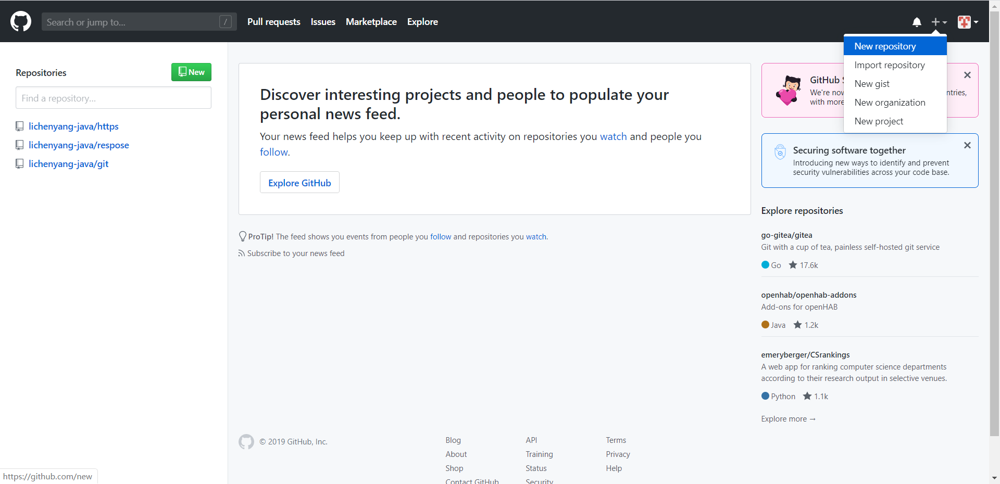 Search or jump to...
/
Pull requests
Issues
Marketplace
Explore
New repository
Import repository
New gist
New organization
New project
Repositories
New
Find a repository...
lichenyang-java/https
lichenyang-java/respose
lichenyang-java/git
Discover interesting projects and people to populate your
personal news feed.
Your news feed helps you keep up with recent activity on repositories you watch and people you
follow.
Explore GitHub
ProTip! The feed shows you events from people you follow and repositories you watch.
Subscribe to your news feed
GitHub
We're
ntries,
with more
Securing software together
Introducing new ways to identify and prevent
security vulnerabilities across your code base.
Explore repositories
go-gitea/gitea
Git with a cup of tea, painless self-hosted git service
Go 17.6k
openhab/openhab-addons
Add-ons for openHAB
Java 1.2k
emeryberger/CSrankings
A web app for ranking computer science departments
according to their research output in selective venues.
Python 1.1k
Explore more →
© 2019 GitHub, Inc.
Blog
About
Shop
Contact GitHub
API
Training
Status
Security
Terms
Privacy
Help
https://github.com/new